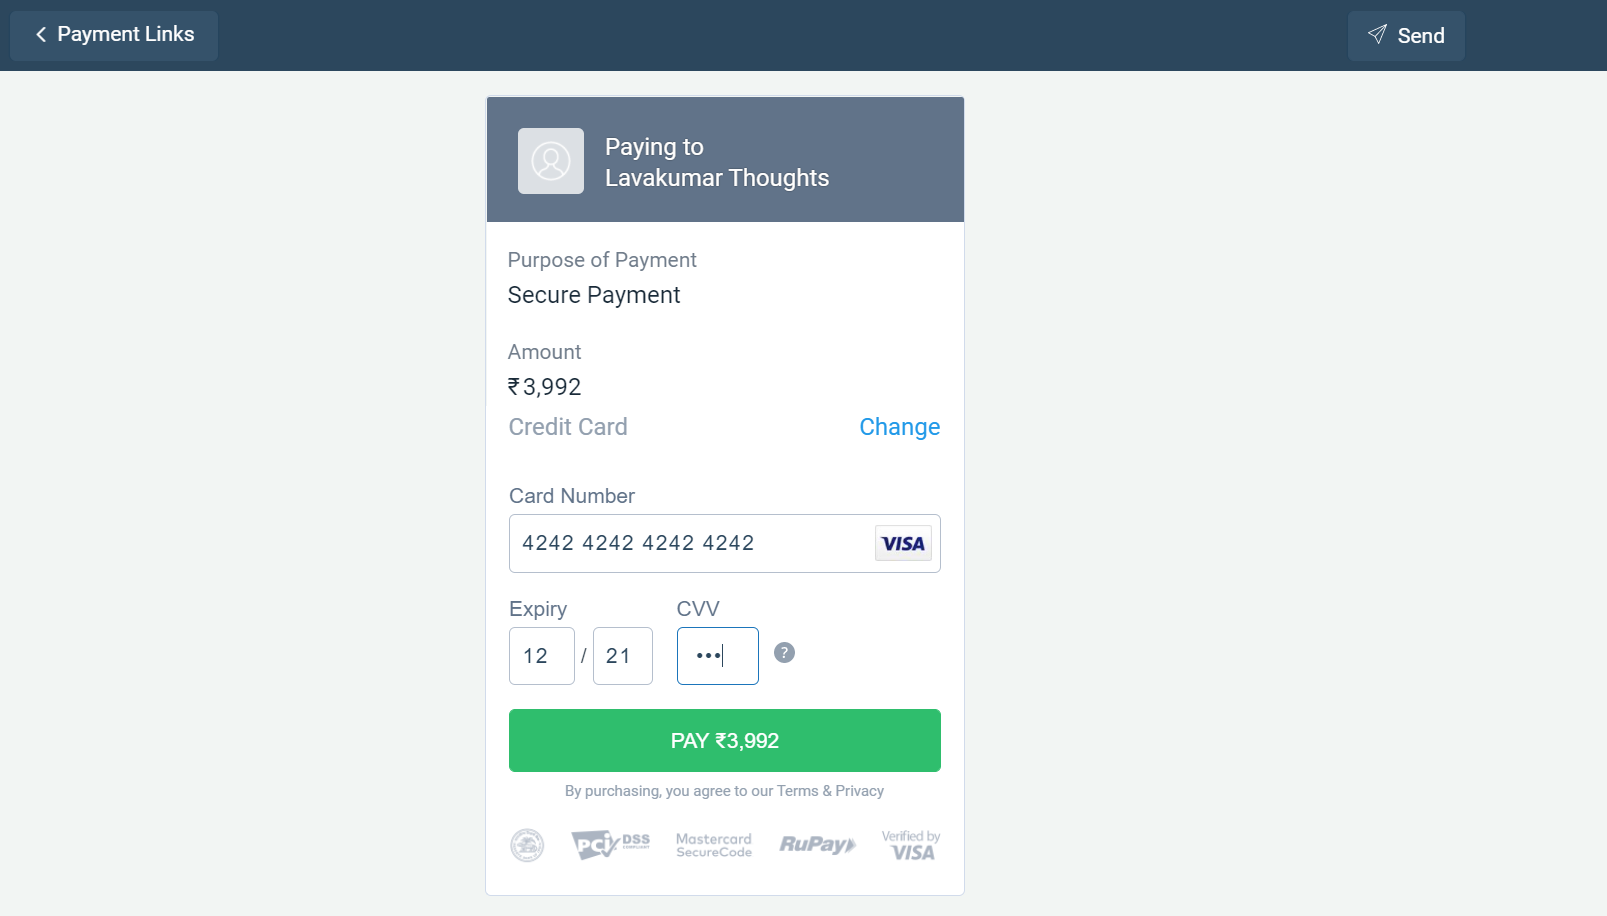 Payment Links
Send
Paying to
Lavakumar Thoughts
Purpose of Payment
Secure Payment
Amount
₹3,992
Credit Card Change
Card Number
4242 4242 4242 4242 VISA
Expiry CVV
12 / 21 ••• ?
PAY ₹3,992
By purchasing, you agree to our Terms & Privacy
PCI DSS COMPLIANT
Mastercard
SecureCode
RuPay
Verified by
VISA